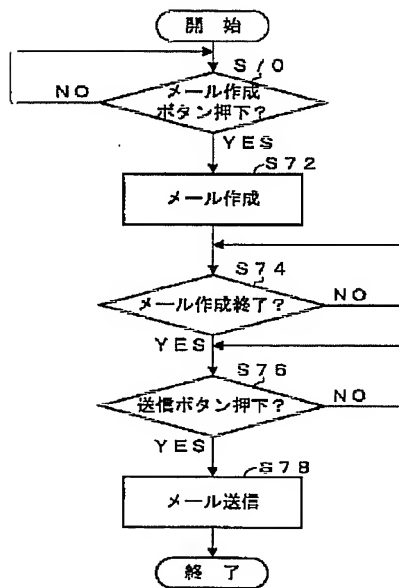 開始
S70
メール作成
ボタン押下?
NO
YES
S72
メール作成
S74
メール作成終了?
NO
YES
S76
送信ボタン押下?
NO
YES
S78
メール送信
終了